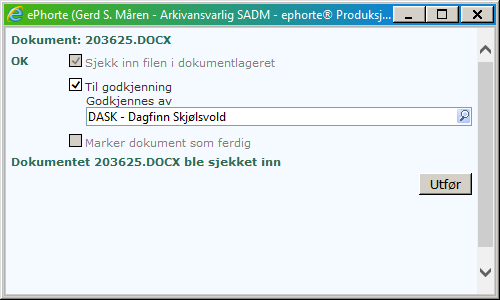 ePhorte (Gerd S. Måren - Arkivansvarlig SADM - ephorte® Produksj...
Dokument: 203625.DOCX
OK Sjekk inn filen i dokumentlageret
Til godkjenning
Godkjennes av
DASK - Dagfinn Skjølsvold
Marker dokument som ferdig
Dokumentet 203625.DOCX ble sjekket inn
Utfør